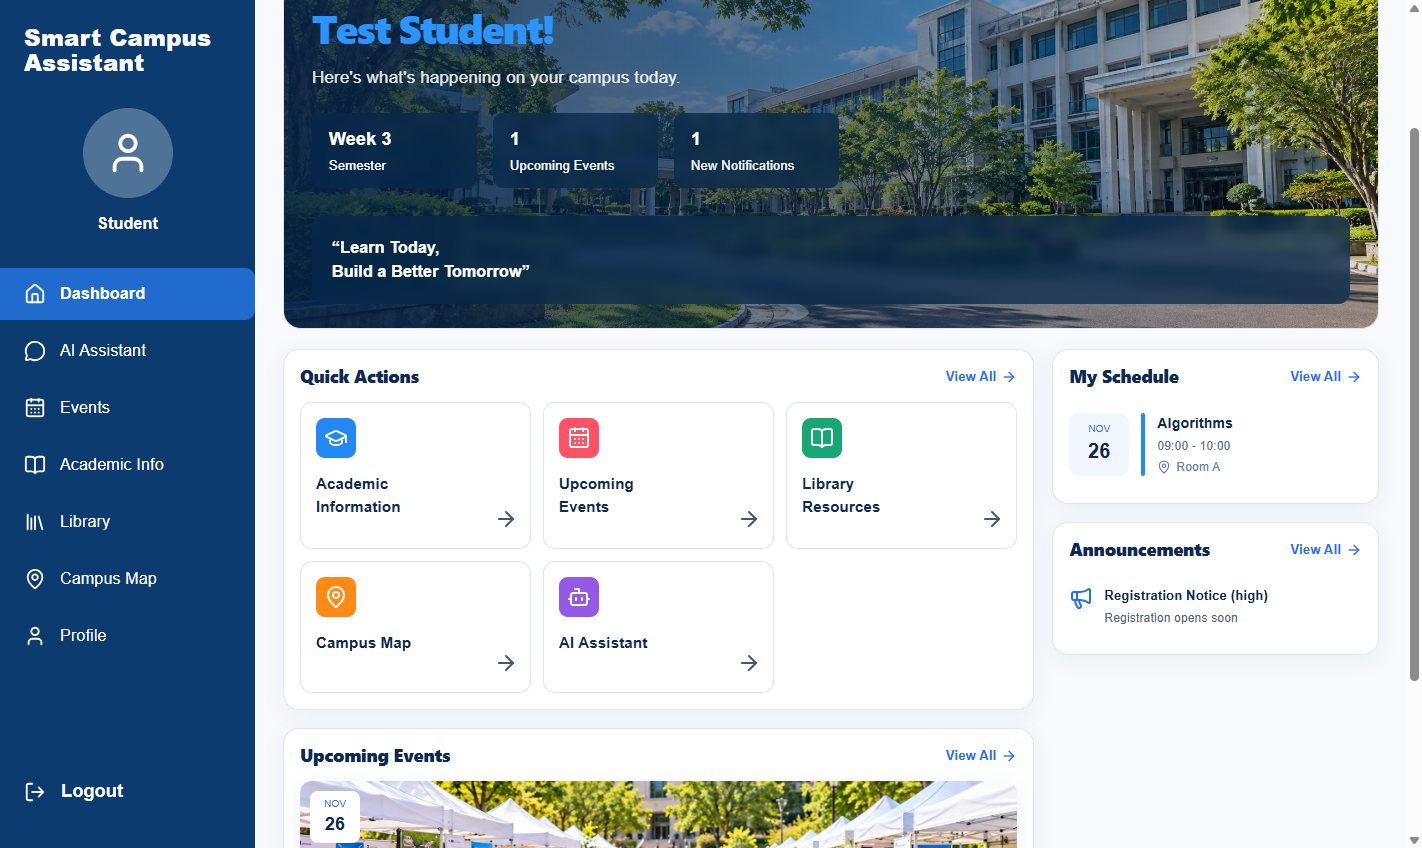 Smart Campus
Assistant
Student
Dashboard
AI Assistant
Events
Academic Info
Library
Campus Map
Profile
Logout
Test Student!
Here's what's happening on your campus today.
Week 3
Semester
1
Upcoming Events
1
New Notifications
“Learn Today,
Build a Better Tomorrow”
Quick Actions
View All
Academic
Information
Upcoming
Events
Library
Resources
Campus Map
AI Assistant
Upcoming Events
View All
NOV
26
My Schedule
View All
NOV
26
Algorithms
09:00 - 10:00
Room A
Announcements
View All
Registration Notice (high)
Registration opens soon